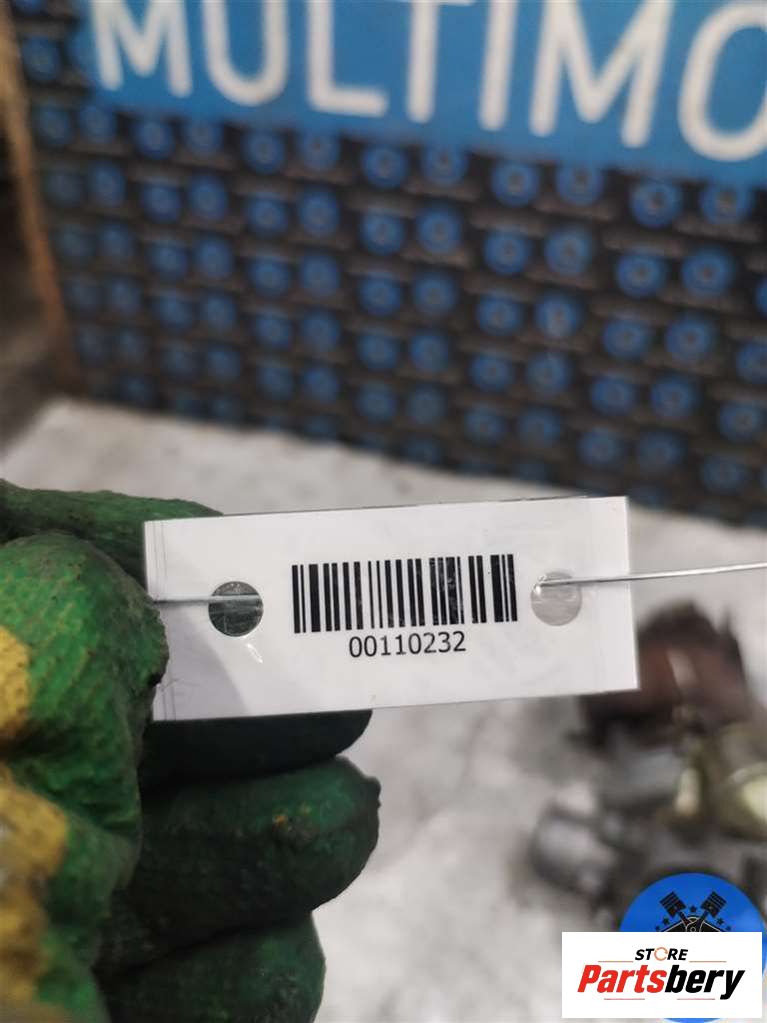 MULTIMO
00110232
STORE
Partsbery